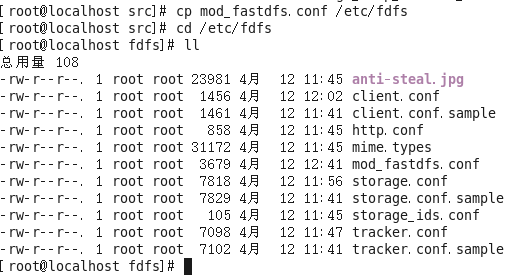 [root@localhost src]# cp mod_fastdfs.conf /etc/fdfs
[root@localhost src]# cd /etc/fdfs
[root@localhost fdfs]# ll
总用量 108
-rw-r--r--. 1 root root 23981 4月  12 11:45 anti-steal.jpg
-rw-r--r--. 1 root root  1456 4月  12 12:02 client.conf
-rw-r--r--. 1 root root  1461 4月  12 11:41 client.conf.sample
-rw-r--r--. 1 root root   858 4月  12 11:45 http.conf
-rw-r--r--. 1 root root 31172 4月  12 11:45 mime.types
-rw-r--r--. 1 root root  3679 4月  12 12:41 mod_fastdfs.conf
-rw-r--r--. 1 root root  7818 4月  12 11:56 storage.conf
-rw-r--r--. 1 root root  7829 4月  12 11:41 storage.conf.sample
-rw-r--r--. 1 root root   105 4月  12 11:45 storage_ids.conf
-rw-r--r--. 1 root root  7098 4月  12 11:47 tracker.conf
-rw-r--r--. 1 root root  7102 4月  12 11:41 tracker.conf.sample
[root@localhost fdfs]#